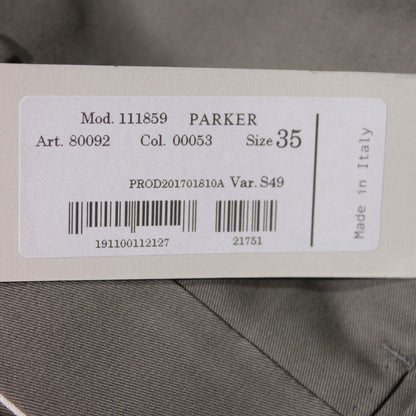 Mod. 111859 PARKER
Art. 80092 Col. 00053 Size 35
PROD201701810A Var. S49
191100112127 21751
Made in Italy